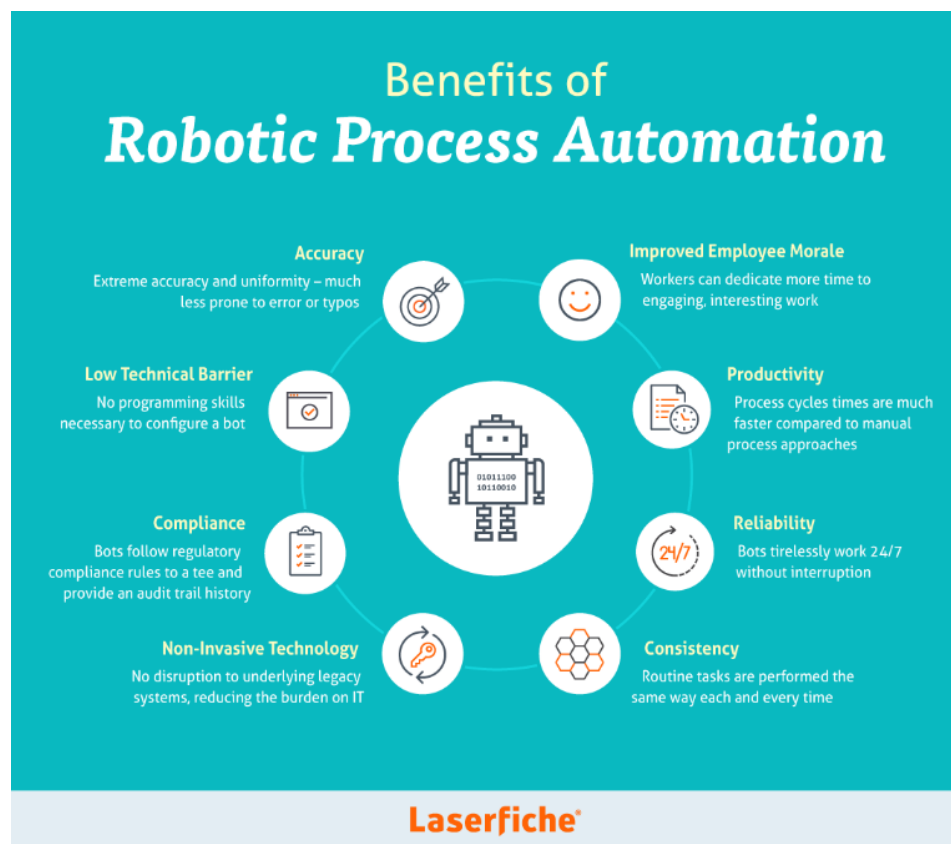 Benefits of
Robotic Process Automation
Accuracy
Extreme accuracy and uniformity – much
less prone to error or typos
Improved Employee Morale
Workers can dedicate more time to
engaging, interesting work
Low Technical Barrier
No programming skills
necessary to configure a bot
Productivity
Process cycles times are much
faster compared to manual
process approaches
01011100
10110010
Compliance
Bots follow regulatory
compliance rules to a tee and
provide an audit trail history
24/7
Reliability
Bots tirelessly work 24/7
without interruption
Non-Invasive Technology
No disruption to underlying legacy
systems, reducing the burden on IT
Consistency
Routine tasks are performed the
same way each and every time
Laserfiche®